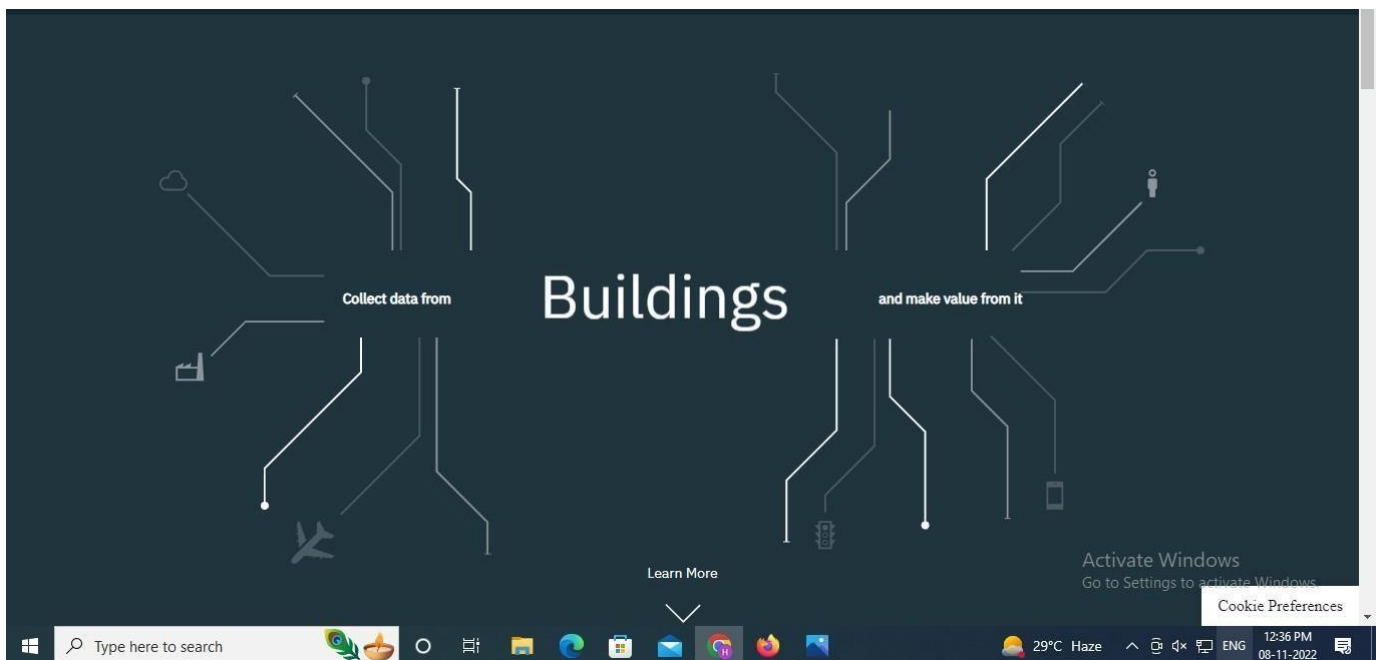 Collect data from Buildings and make value from it
Learn More
Activate Windows
Go to Settings to activate Windows.
Cookie Preferences
Type here to search
29°C Haze
ENG
12:36 PM
08-11-2022